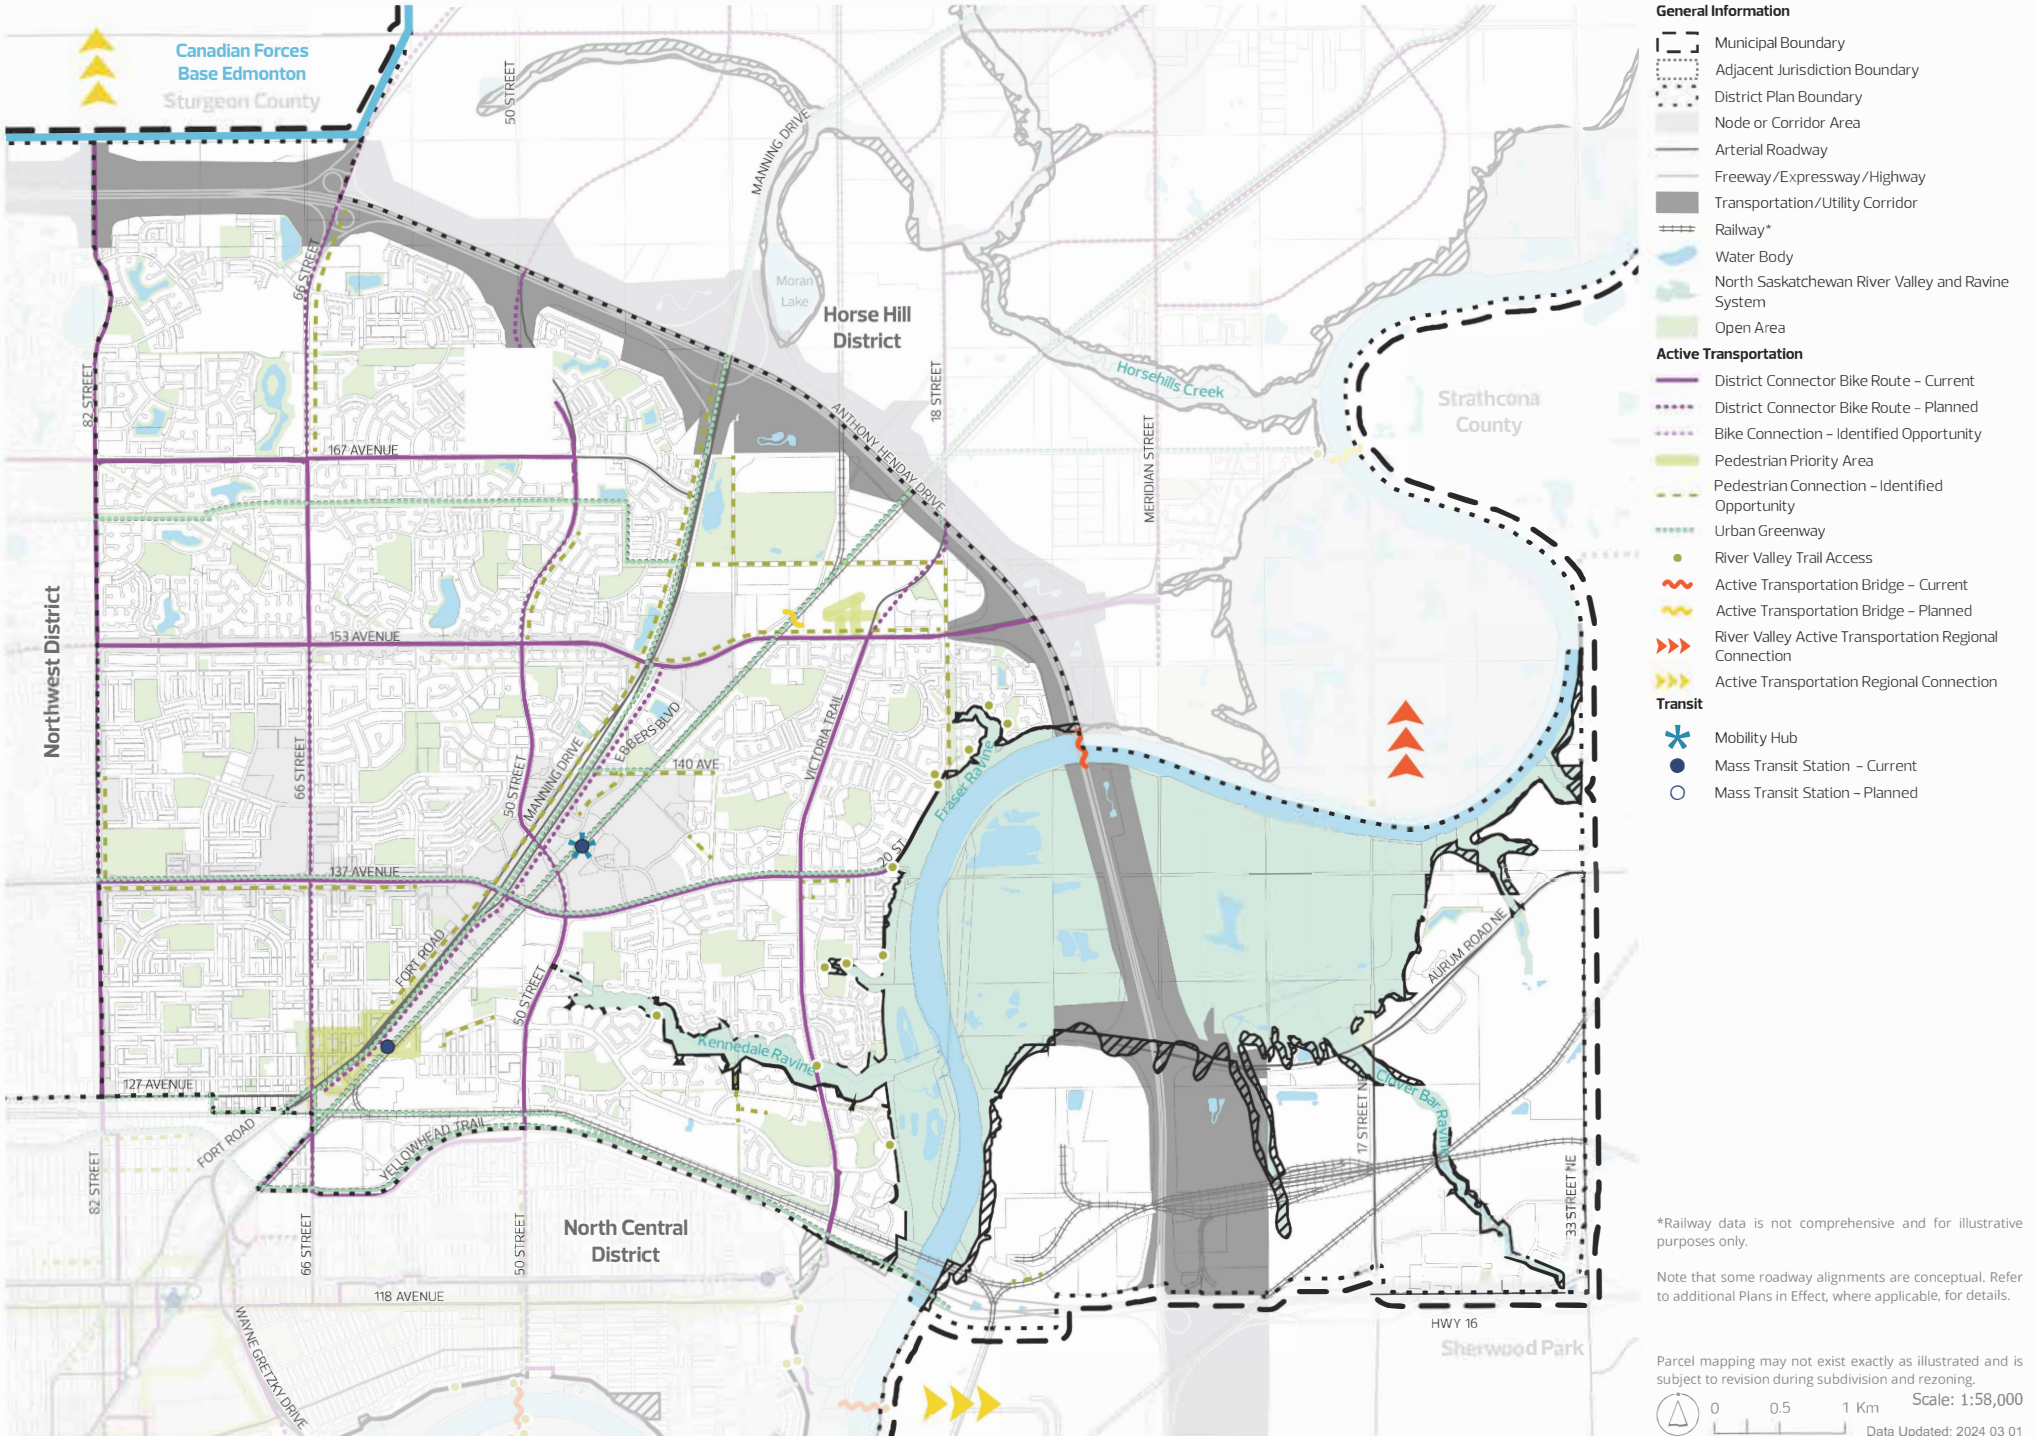 Canadian Forces
Base Edmonton
Sturgeon County
50 STREET
MANNING DRIVE
66 STREET
Moran
Lake
Horse Hill
District
82 STREET
18 STREET
ANTHONY HENDAY DRIVE
Horsehills Creek
Strathcona
County
MERIDIAN STREET
167 AVENUE
Northwest District
153 AVENUE
66 STREET
50 STREET
MANNING DRIVE
EBBERS BLVD
140 AVE
VICTORIA TRAIL
Fraser Ravine
20 ST
137 AVENUE
FORT ROAD
50 STREET
AURUM ROAD NE
Kennedale Ravine
Clover Bar Ravine
127 AVENUE
FORT ROAD
YELLOWHEAD TRAIL
17 STREET NE
82 STREET
66 STREET
50 STREET
33 STREET NE
North Central
District
118 AVENUE
WAYNE GRETZKY DRIVE
HWY 16
Sherwood Park
General Information
Municipal Boundary
Adjacent Jurisdiction Boundary
District Plan Boundary
Node or Corridor Area
Arterial Roadway
Freeway/Expressway/Highway
Transportation/Utility Corridor
Railway*
Water Body
North Saskatchewan River Valley and Ravine
System
Open Area
Active Transportation
District Connector Bike Route - Current
District Connector Bike Route - Planned
Bike Connection - Identified Opportunity
Pedestrian Priority Area
Pedestrian Connection - Identified
Opportunity
Urban Greenway
River Valley Trail Access
Active Transportation Bridge - Current
Active Transportation Bridge - Planned
River Valley Active Transportation Regional
Connection
Active Transportation Regional Connection
Transit
Mobility Hub
Mass Transit Station - Current
Mass Transit Station - Planned
*Railway data is not comprehensive and for illustrative
purposes only.
Note that some roadway alignments are conceptual. Refer
to additional Plans in Effect, where applicable, for details.
Parcel mapping may not exist exactly as illustrated and is
subject to revision during subdivision and rezoning.
Scale: 1:58,000
N
0 0.5 1 Km
Data Updated: 2024 03 01